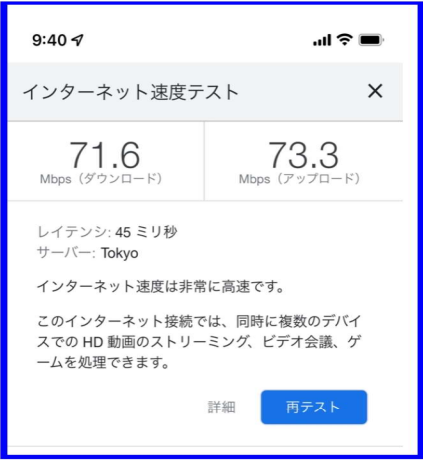 9:40
インターネット速度テスト
71.6
73.3
Mbps（ダウンロード）
Mbps（アップロード）
レイテンシ: 45 ミリ秒
サーバー: Tokyo
インターネット速度は非常に高速です。
このインターネット接続では、同時に複数のデバイ
スでの HD 動画のストリーミング、ビデオ会議、ゲ
ームを処理できます。
詳細
再テスト